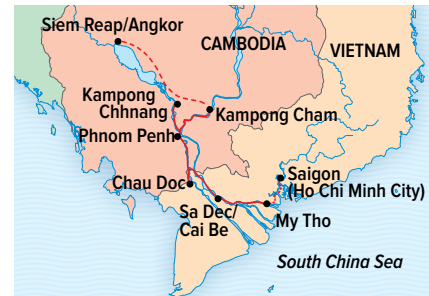 Siem Reap/Angkor
CAMBODIA
VIETNAM
Kampong
Chhnang
Kampong Cham
Phnom Penh
Chau Doc
Saigon
(Ho Chi Minh City)
Sa Dec/
Cai Be
My Tho
South China Sea